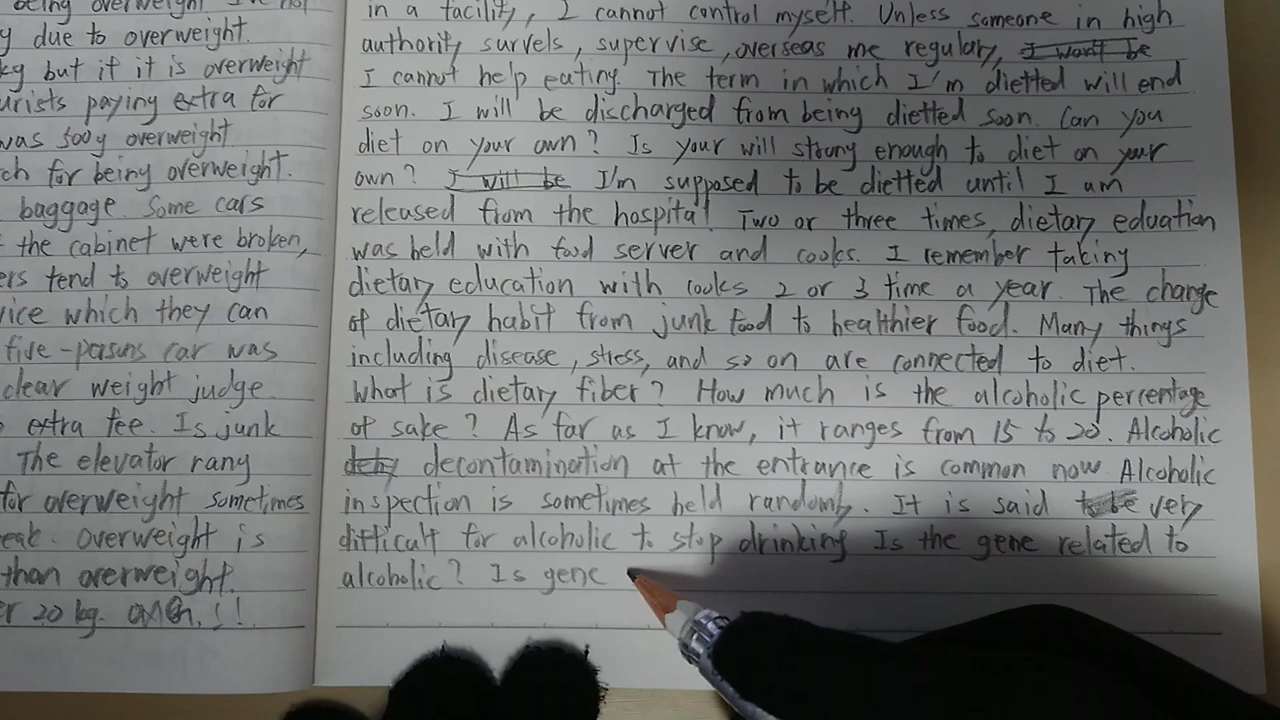 being overweight I've not
y due to overweight.
kg but if it is overweight
urists paying extra for
was 500g overweight
ch for being overweight.
baggage. Some cars
the cabinet were broken,
ers tend to overweight
vice which they can
five-persons car was
clear weight judge
extra fee. Is junk
The elevator rang
for overweight sometimes
eak. Overweight is
than overweight.
er 20 kg.
in a facility, I cannot control myself. Unless someone in high
authority survels, supervise, overseas me regular, I won't be
I cannot help eating. The term in which I'm dietted will end
soon. I will be discharged from being dietted soon. Can you
diet on your own? Is your will strong enough to diet on your
own? I will be I'm supposed to be dietted until I am
released from the hospital. Two or three times, dietary eduation
was held with food server and cooks. I remember taking
dietary education with cooks 2 or 3 time a year. The change
of dietary habit from junk food to healthier food. Many things
including disease, stress, and so on are connected to diet.
What is dietary fiber? How much is the alcoholic percentage
of sake? As far as I know, it ranges from 15 to 20. Alcoholic
decontamination at the entrance is common now. Alcoholic
inspection is sometimes held randomly. It is said to be very
difficult for alcoholic to stop drinking. Is the gene related to
alcoholic? Is gene